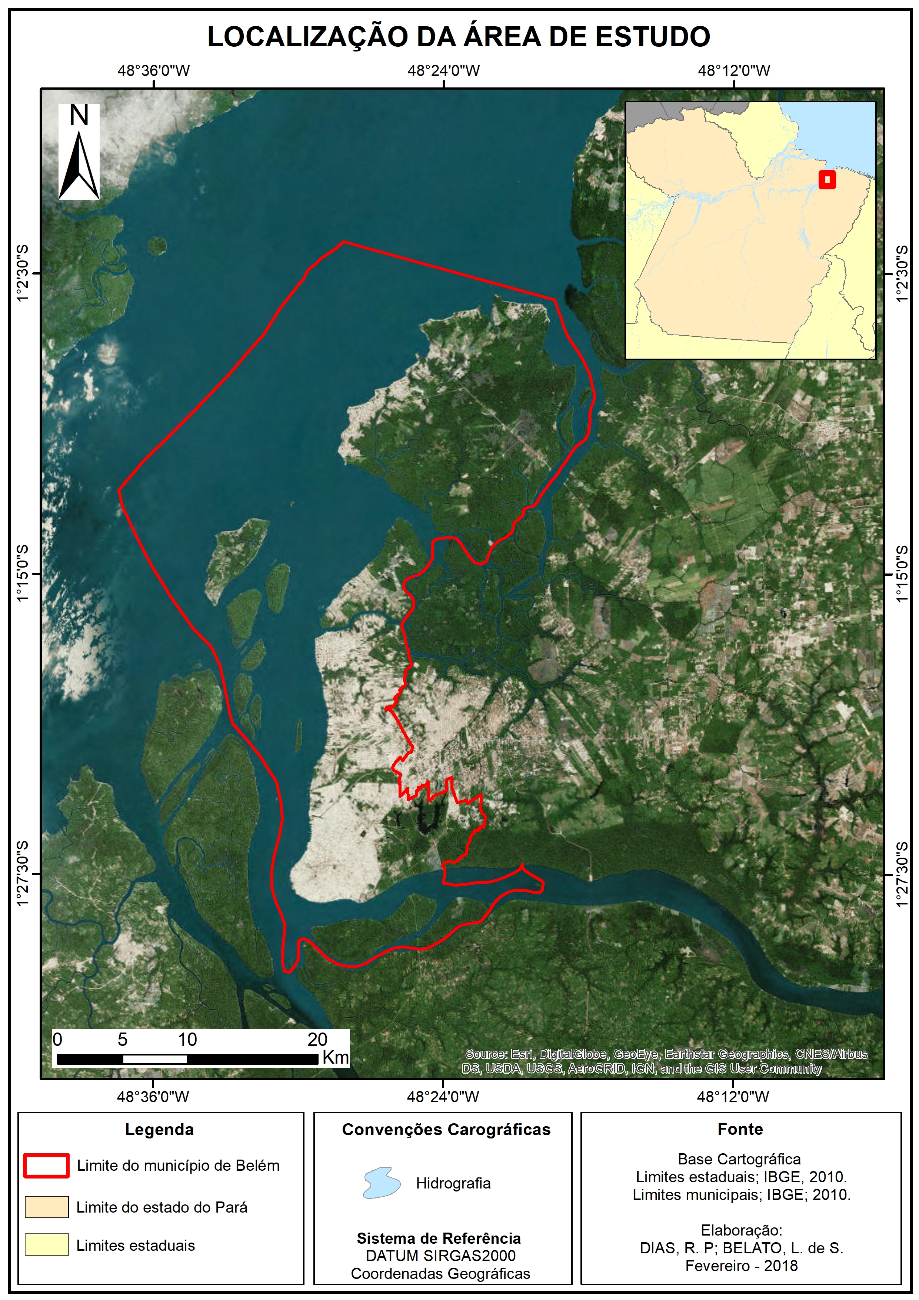 LOCALIZAÇÃO DA ÁREA DE ESTUDO
48°36'0"W 48°24'0"W 48°12'0"W
N
1°2'30"S 1°2'30"S
1°15'0"S 1°15'0"S
1°27'30"S 1°27'30"S
0 5 10 20
Km
Source: Esri, DigitalGlobe, GeoEye, Earthstar Geographics, CNES/Airbus
DS, USDA, USGS, AeroGRID, IGN, and the GIS User Community
48°36'0"W 48°24'0"W 48°12'0"W
Legenda
Limite do município de Belém
Limite do estado do Pará
Limites estaduais
Convenções Carográficas
Hidrografia
Sistema de Referência
DATUM SIRGAS2000
Coordenadas Geográficas
Fonte
Base Cartográfica
Limites estaduais; IBGE, 2010.
Limites municipais; IBGE; 2010.
Elaboração:
DIAS, R. P; BELATO, L. de S.
Fevereiro - 2018